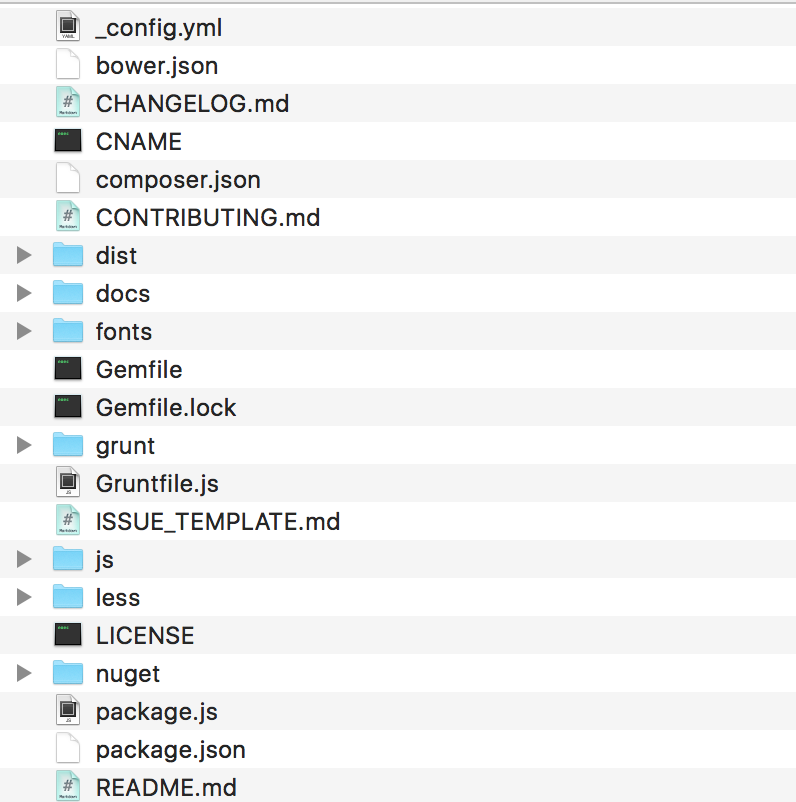 _config.yml
bower.json
CHANGELOG.md
CNAME
composer.json
CONTRIBUTING.md
dist
docs
fonts
Gemfile
Gemfile.lock
grunt
Gruntfile.js
ISSUE_TEMPLATE.md
js
less
LICENSE
nuget
package.js
package.json
README.md